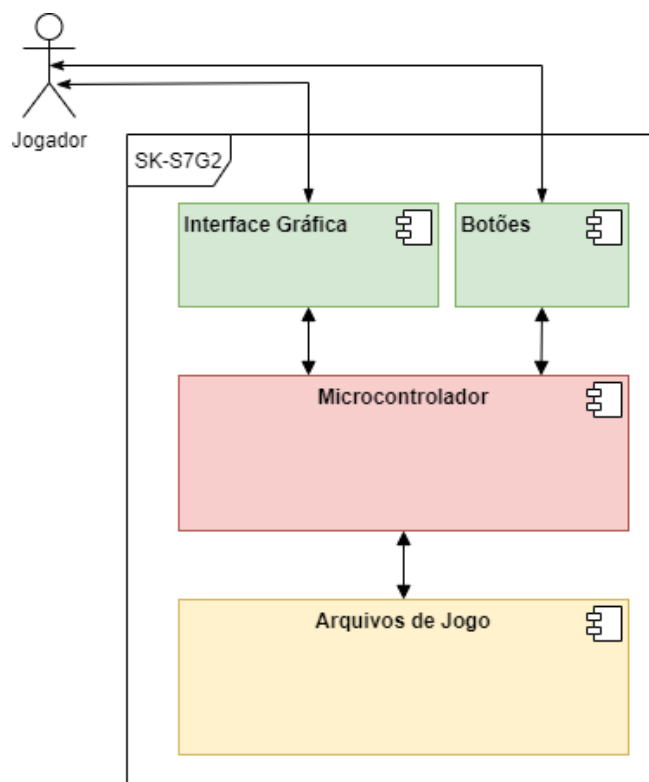 Jogador
SK-S7G2
Interface Gráfica
Botões
Microcontrolador
Arquivos de Jogo